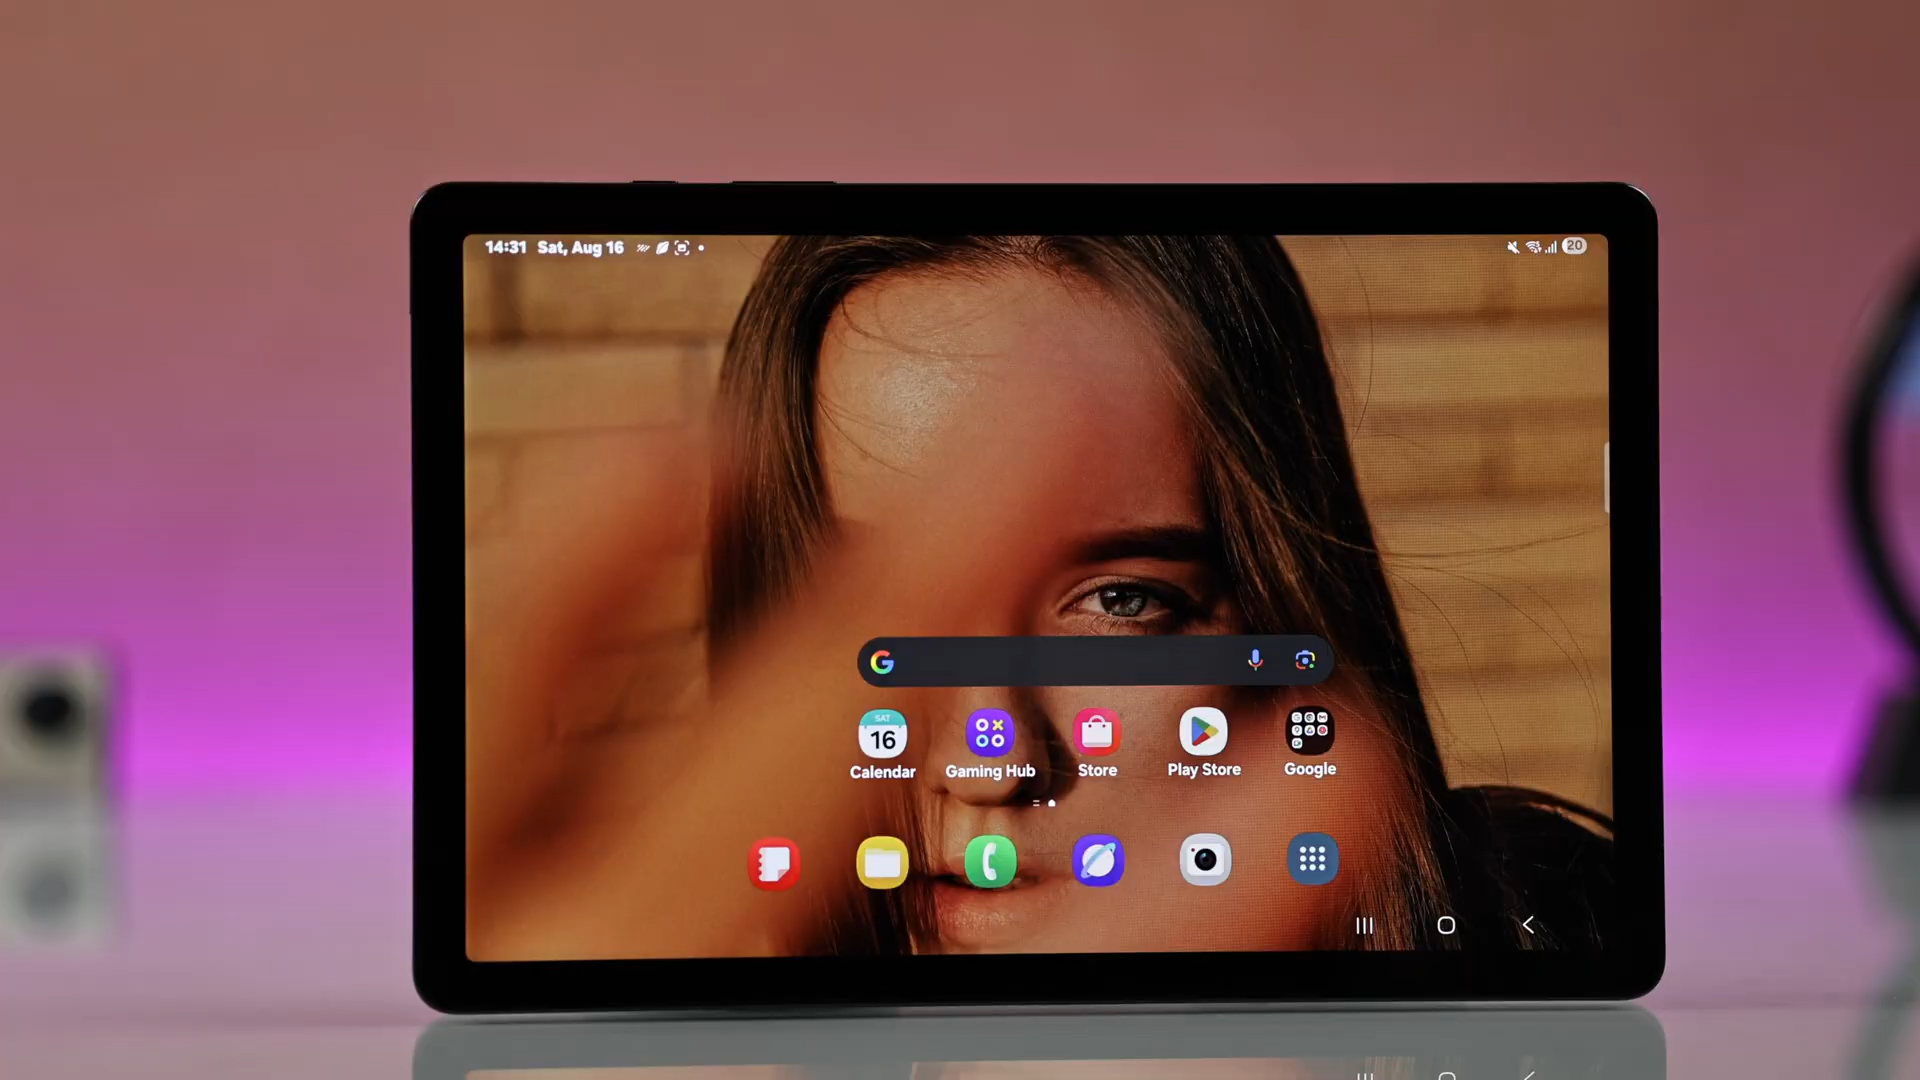 14:31 Sat, Aug 16
20
SAT
16
Calendar
Gaming Hub
Store
Play Store
Google